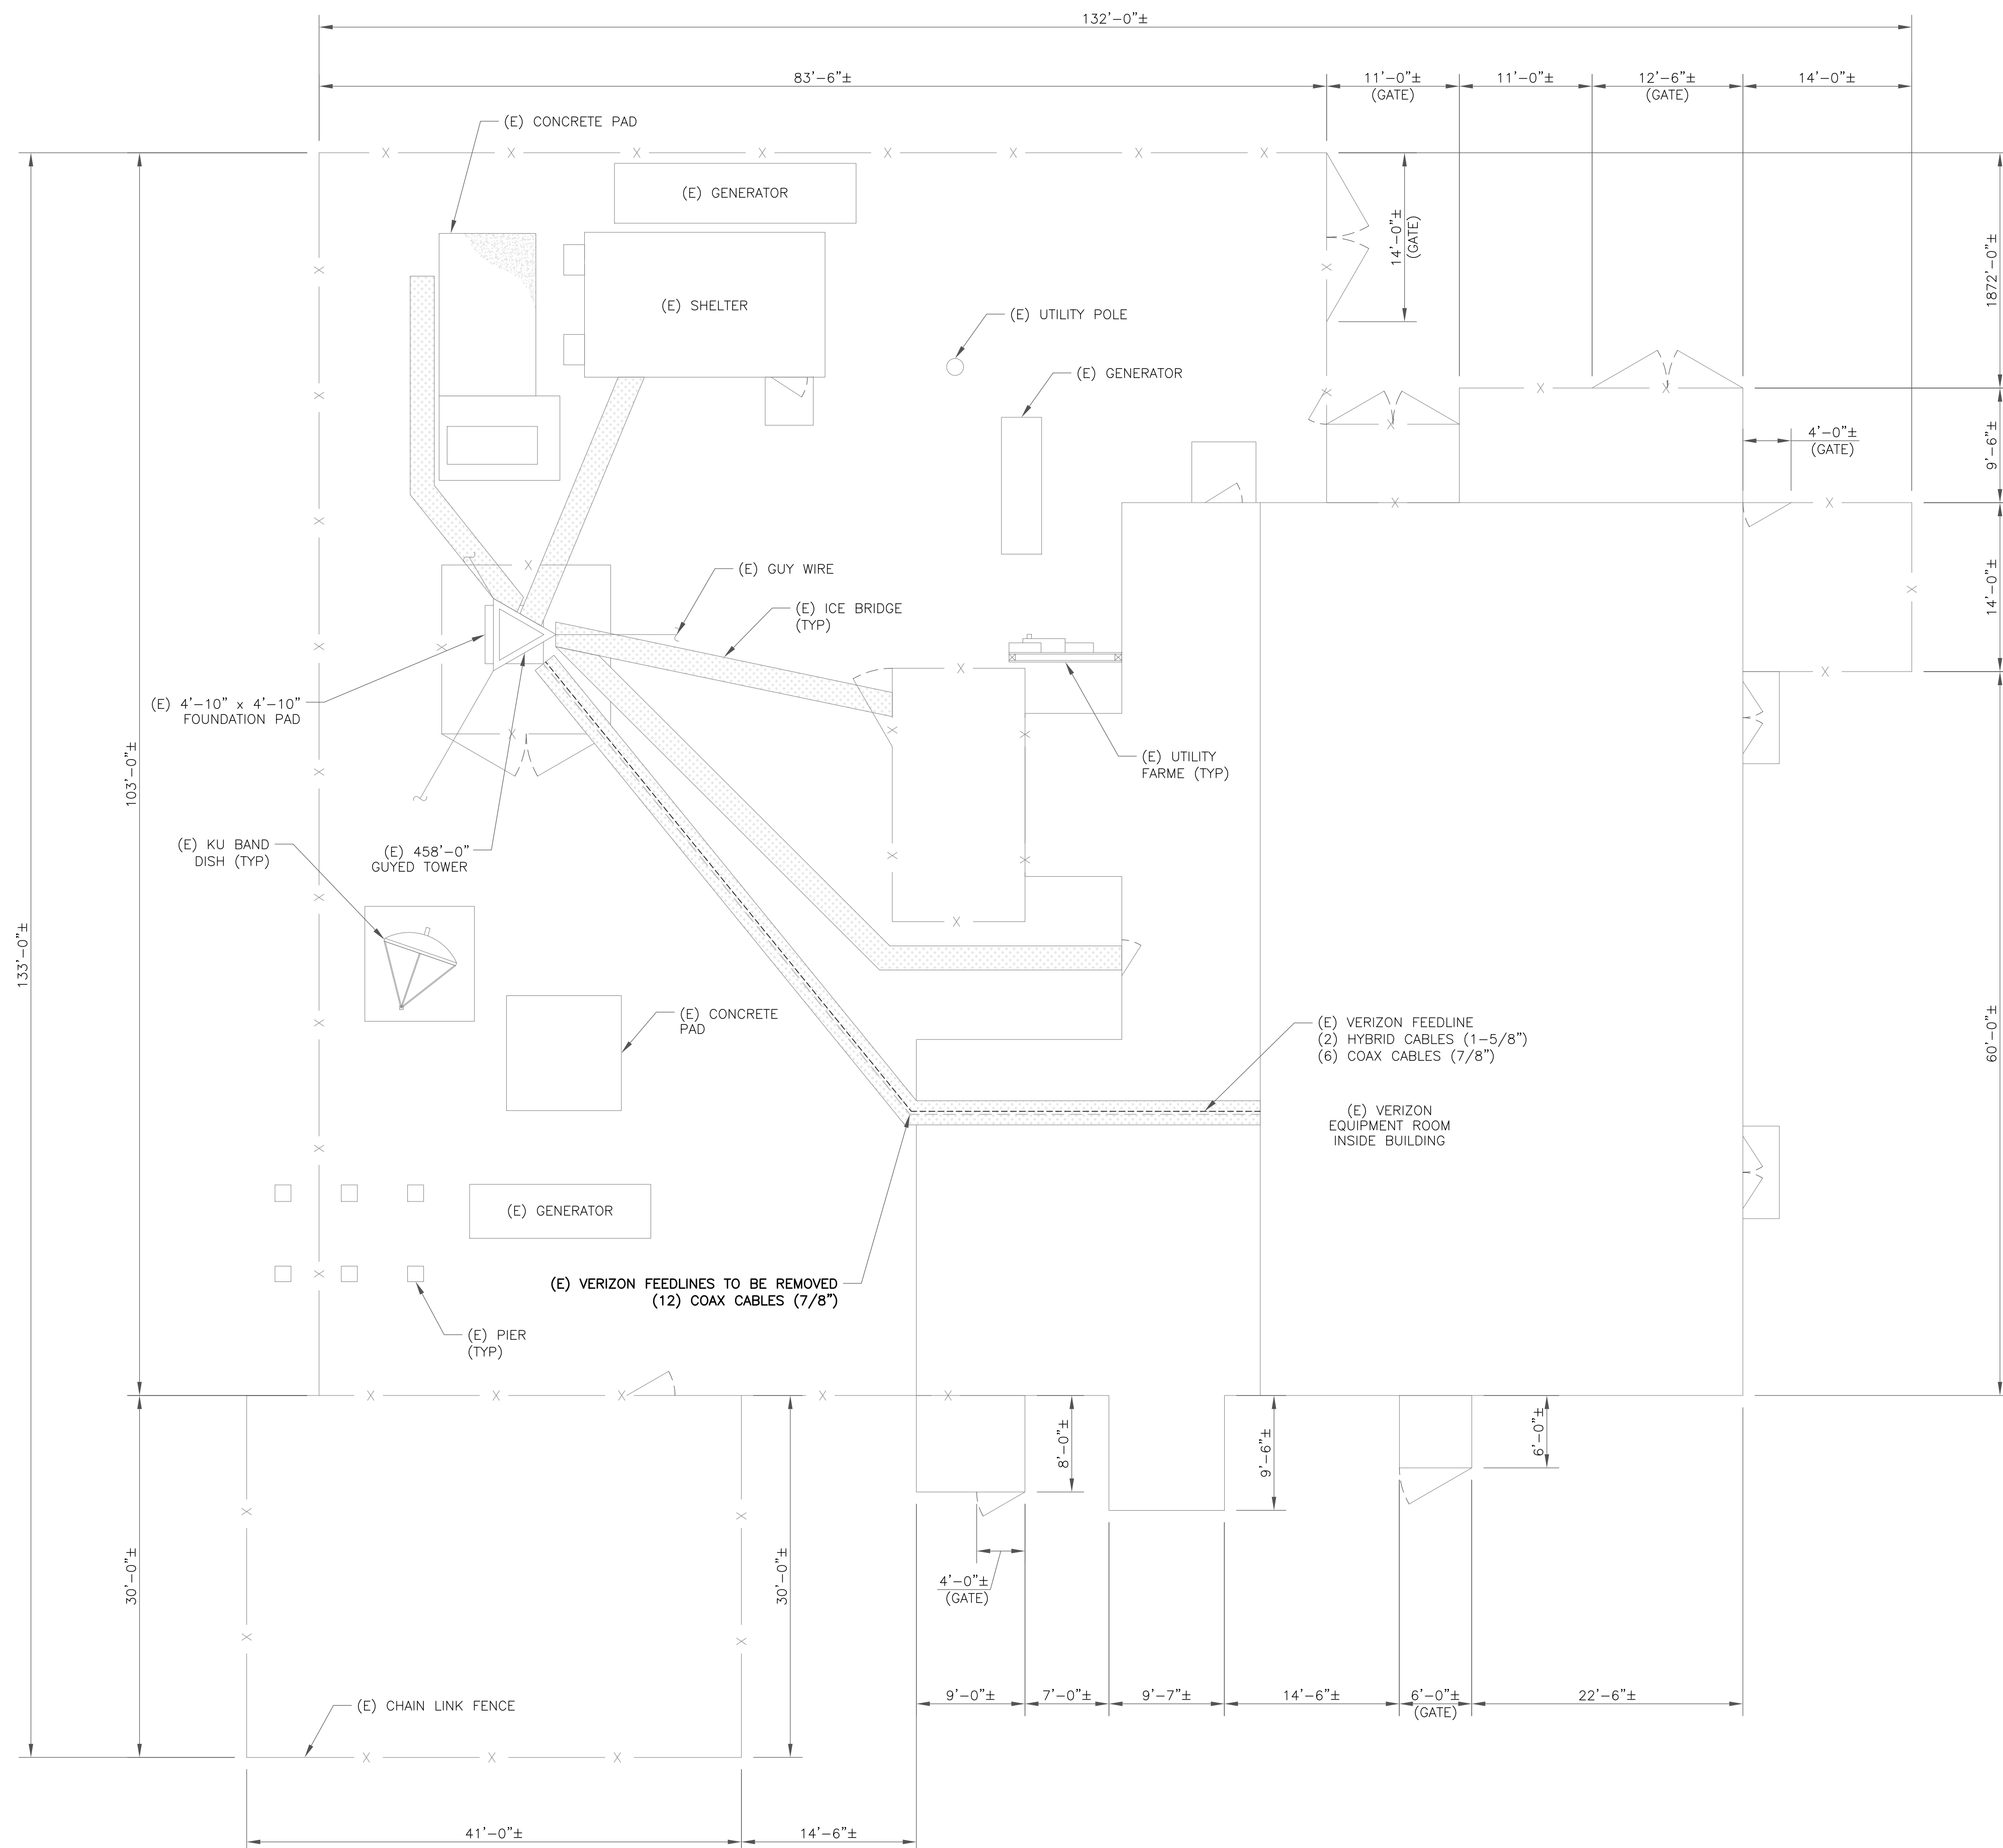 132'-0"±
83'-6"±
11'-0"±
(GATE)
11'-0"±
12'-6"±
(GATE)
14'-0"±
(E) CONCRETE PAD
(E) GENERATOR
14'-0"±
(GATE)
1872'-0"±
(E) SHELTER
(E) UTILITY POLE
(E) GENERATOR
4'-0"±
(GATE)
9'-6"±
(E) GUY WIRE
(E) ICE BRIDGE
(TYP)
14'-0"±
(E) 4'-10" x 4'-10"
FOUNDATION PAD
(E) UTILITY
FARME (TYP)
103'-0"±
(E) KU BAND
DISH (TYP)
(E) 458'-0"
GUYED TOWER
133'-0"±
(E) CONCRETE
PAD
(E) VERIZON FEEDLINE
(2) HYBRID CABLES (1-5/8")
(6) COAX CABLES (7/8")
60'-0"±
(E) VERIZON
EQUIPMENT ROOM
INSIDE BUILDING
(E) GENERATOR
(E) VERIZON FEEDLINES TO BE REMOVED
(12) COAX CABLES (7/8")
(E) PIER
(TYP)
8'-0"±
9'-6"±
6'-0"±
30'-0"±
30'-0"±
4'-0"±
(GATE)
(E) CHAIN LINK FENCE
9'-0"±
7'-0"±
9'-7"±
14'-6"±
6'-0"±
(GATE)
22'-6"±
41'-0"±
14'-6"±